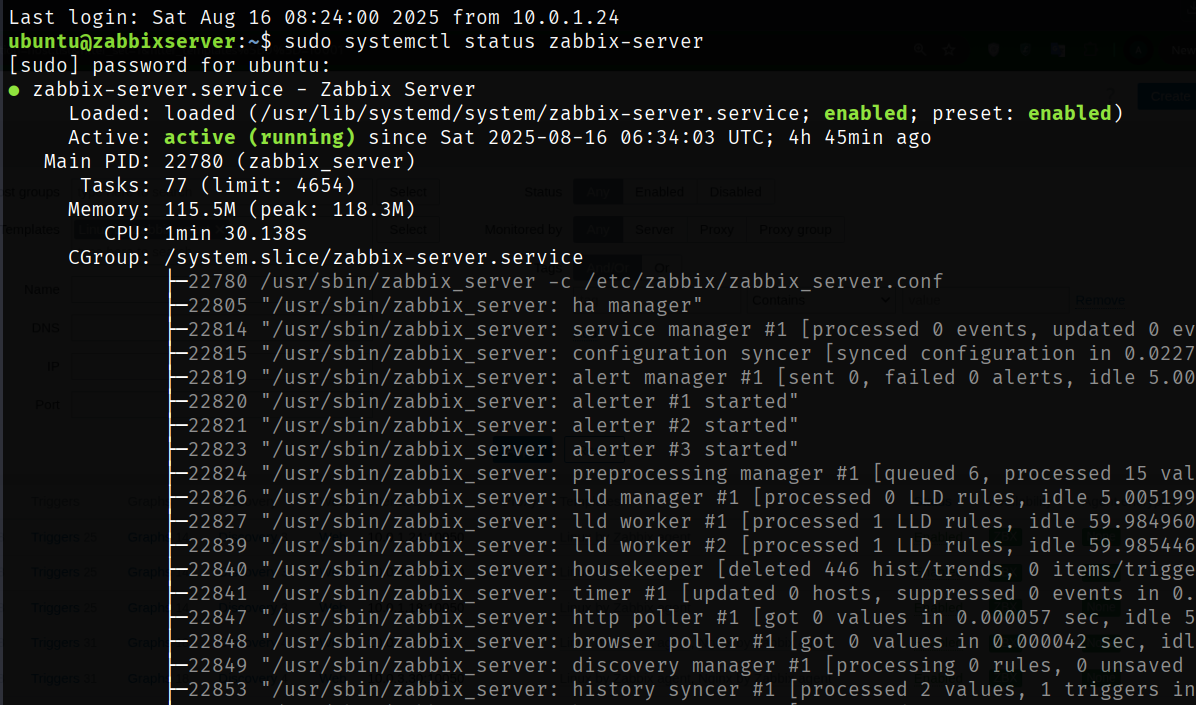 Last login: Sat Aug 16 08:24:00 2025 from 10.0.1.24
ubuntu@zabbixserver:~$ sudo systemctl status zabbix-server
[sudo] password for ubuntu:
● zabbix-server.service - Zabbix Server
Loaded: loaded (/usr/lib/systemd/system/zabbix-server.service; enabled; preset: enabled)
Active: active (running) since Sat 2025-08-16 06:34:03 UTC; 4h 45min ago
Main PID: 22780 (zabbix_server)
Tasks: 77 (limit: 4654)
Memory: 115.5M (peak: 118.3M)
CPU: 1min 30.138s
CGroup: /system.slice/zabbix-server.service
├─22780 /usr/sbin/zabbix_server -c /etc/zabbix/zabbix_server.conf
├─22805 "/usr/sbin/zabbix_server: ha manager"
├─22814 "/usr/sbin/zabbix_server: service manager #1 [processed 0 events, updated 0 ev
├─22815 "/usr/sbin/zabbix_server: configuration syncer [synced configuration in 0.0227
├─22819 "/usr/sbin/zabbix_server: alert manager #1 [sent 0, failed 0 alerts, idle 5.00
├─22820 "/usr/sbin/zabbix_server: alerter #1 started"
├─22821 "/usr/sbin/zabbix_server: alerter #2 started"
├─22823 "/usr/sbin/zabbix_server: alerter #3 started"
├─22824 "/usr/sbin/zabbix_server: preprocessing manager #1 [queued 6, processed 15 val
├─22826 "/usr/sbin/zabbix_server: lld manager #1 [processed 0 LLD rules, idle 5.005199
├─22827 "/usr/sbin/zabbix_server: lld worker #1 [processed 1 LLD rules, idle 59.984960
├─22839 "/usr/sbin/zabbix_server: lld worker #2 [processed 1 LLD rules, idle 59.985446
├─22840 "/usr/sbin/zabbix_server: housekeeper [deleted 446 hist/trends, 0 items/trigge
├─22841 "/usr/sbin/zabbix_server: timer #1 [updated 0 hosts, suppressed 0 events in 0.
├─22847 "/usr/sbin/zabbix_server: http poller #1 [got 0 values in 0.000057 sec, idle 5
├─22848 "/usr/sbin/zabbix_server: browser poller #1 [got 0 values in 0.000042 sec, idl
├─22849 "/usr/sbin/zabbix_server: discovery manager #1 [processing 0 rules, 0 unsaved
├─22853 "/usr/sbin/zabbix_server: history syncer #1 [processed 2 values, 1 triggers in